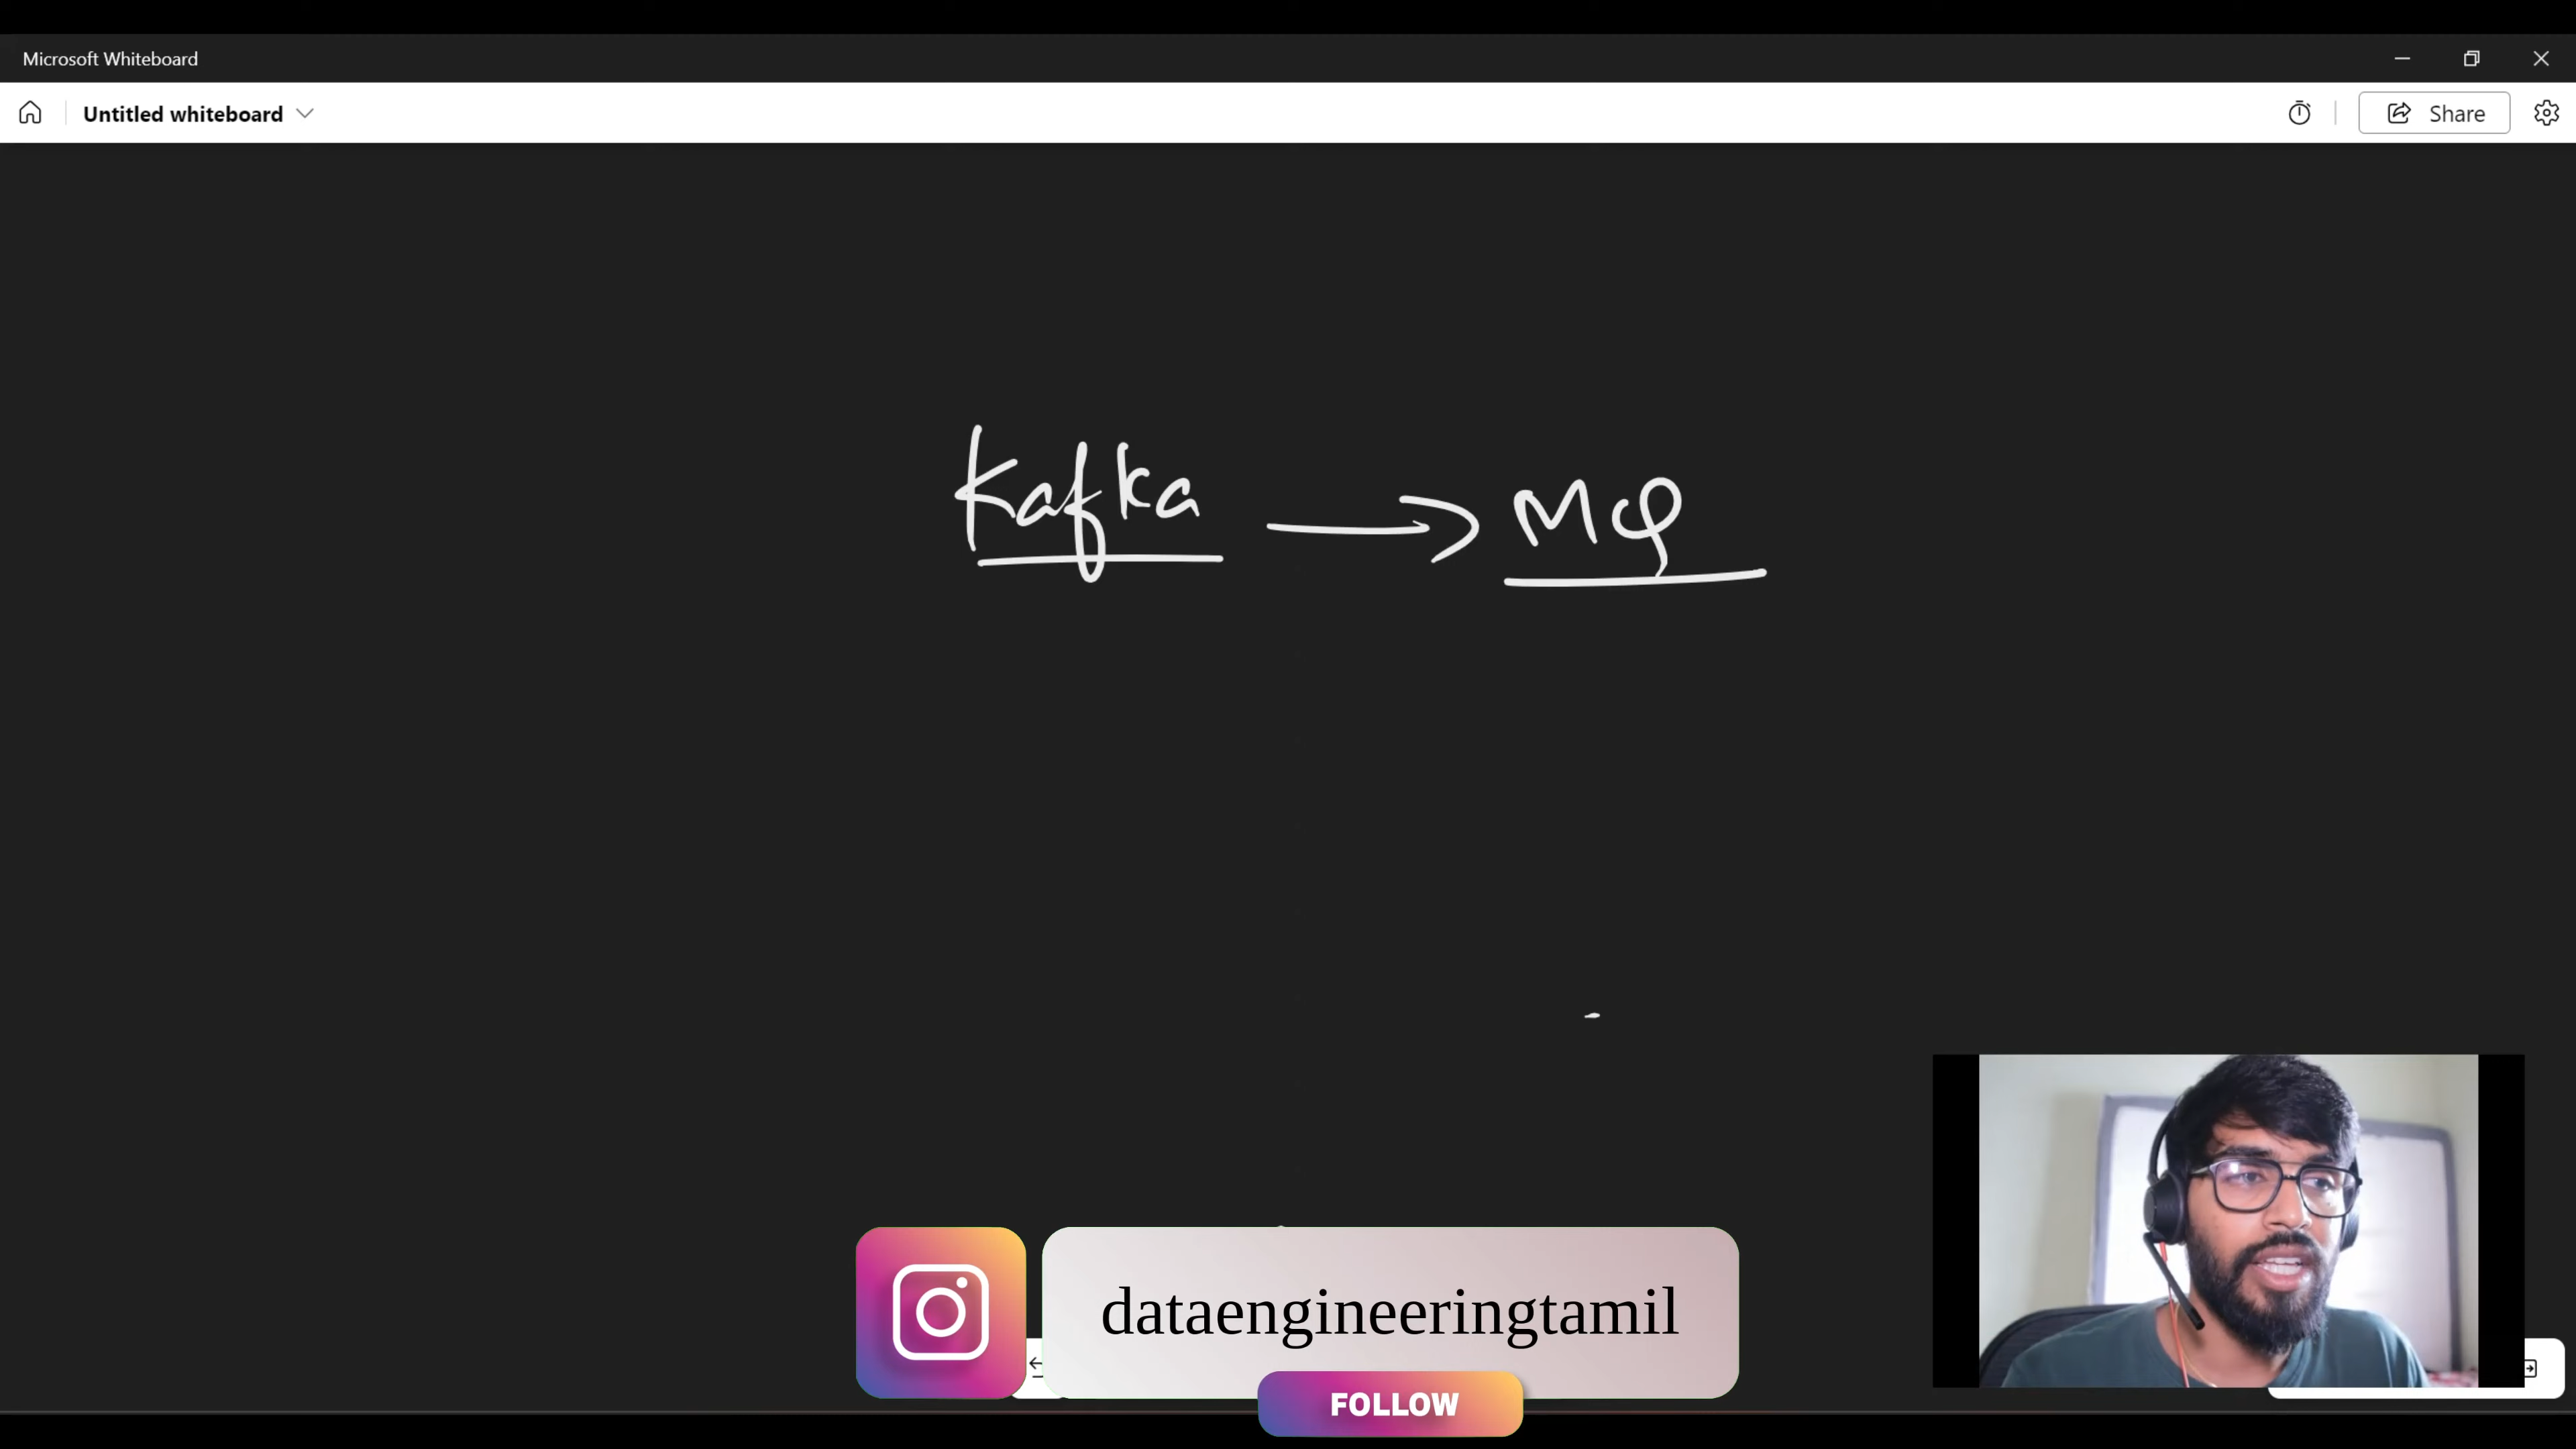 Microsoft Whiteboard
Untitled whiteboard
Share
Kafka → MQ
dataengineeringtamil
FOLLOW